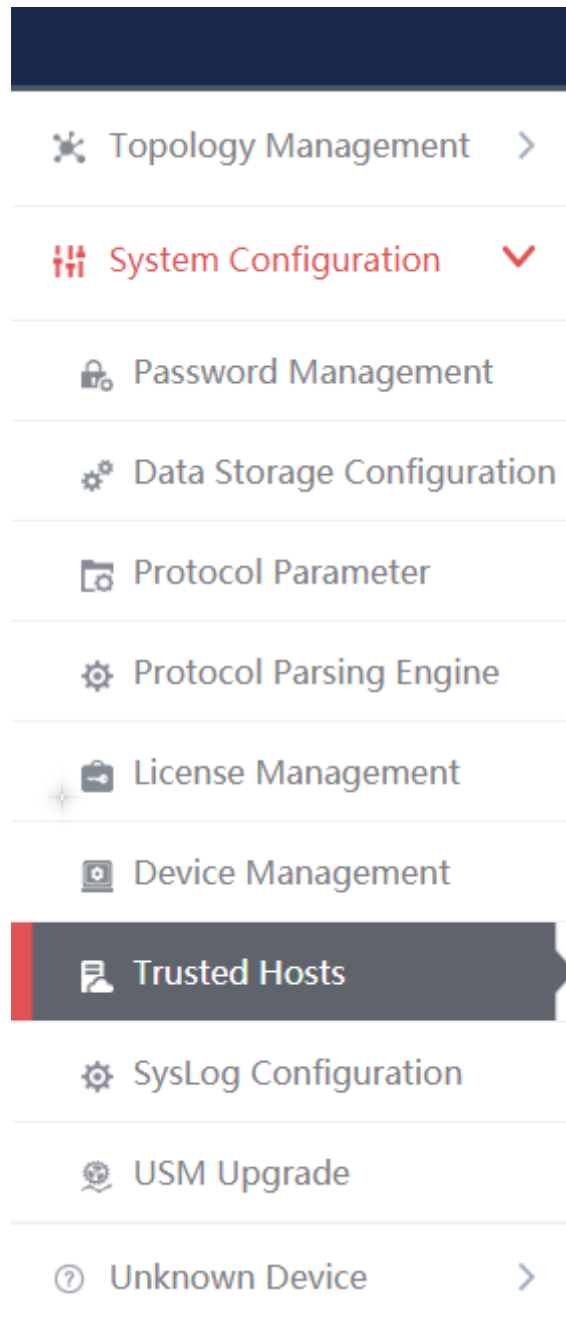 Topology Management
System Configuration
Password Management
Data Storage Configuration
Protocol Parameter
Protocol Parsing Engine
License Management
Device Management
Trusted Hosts
SysLog Configuration
USM Upgrade
Unknown Device